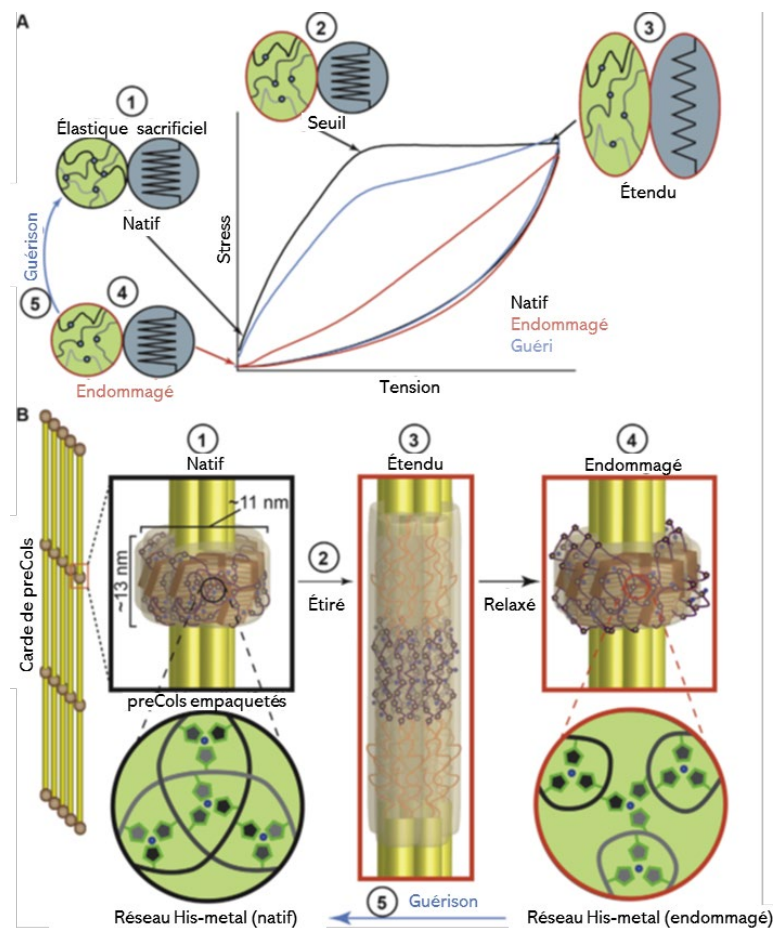 A
2
3
1
Seuil
Élastique sacrificiel
Natif
Étendu
Guérison
Stress
5
4
Natif
Endommagé
Guéri
Endommagé
Tension
B
1
Natif
3
Étendu
4
Endommagé
~11 nm
~13 nm
2
Étiré
Relaxé
Carde de preCols
preCols empaquetés
5 Guérison
Réseau His-metal (natif)
Réseau His-metal (endommagé)